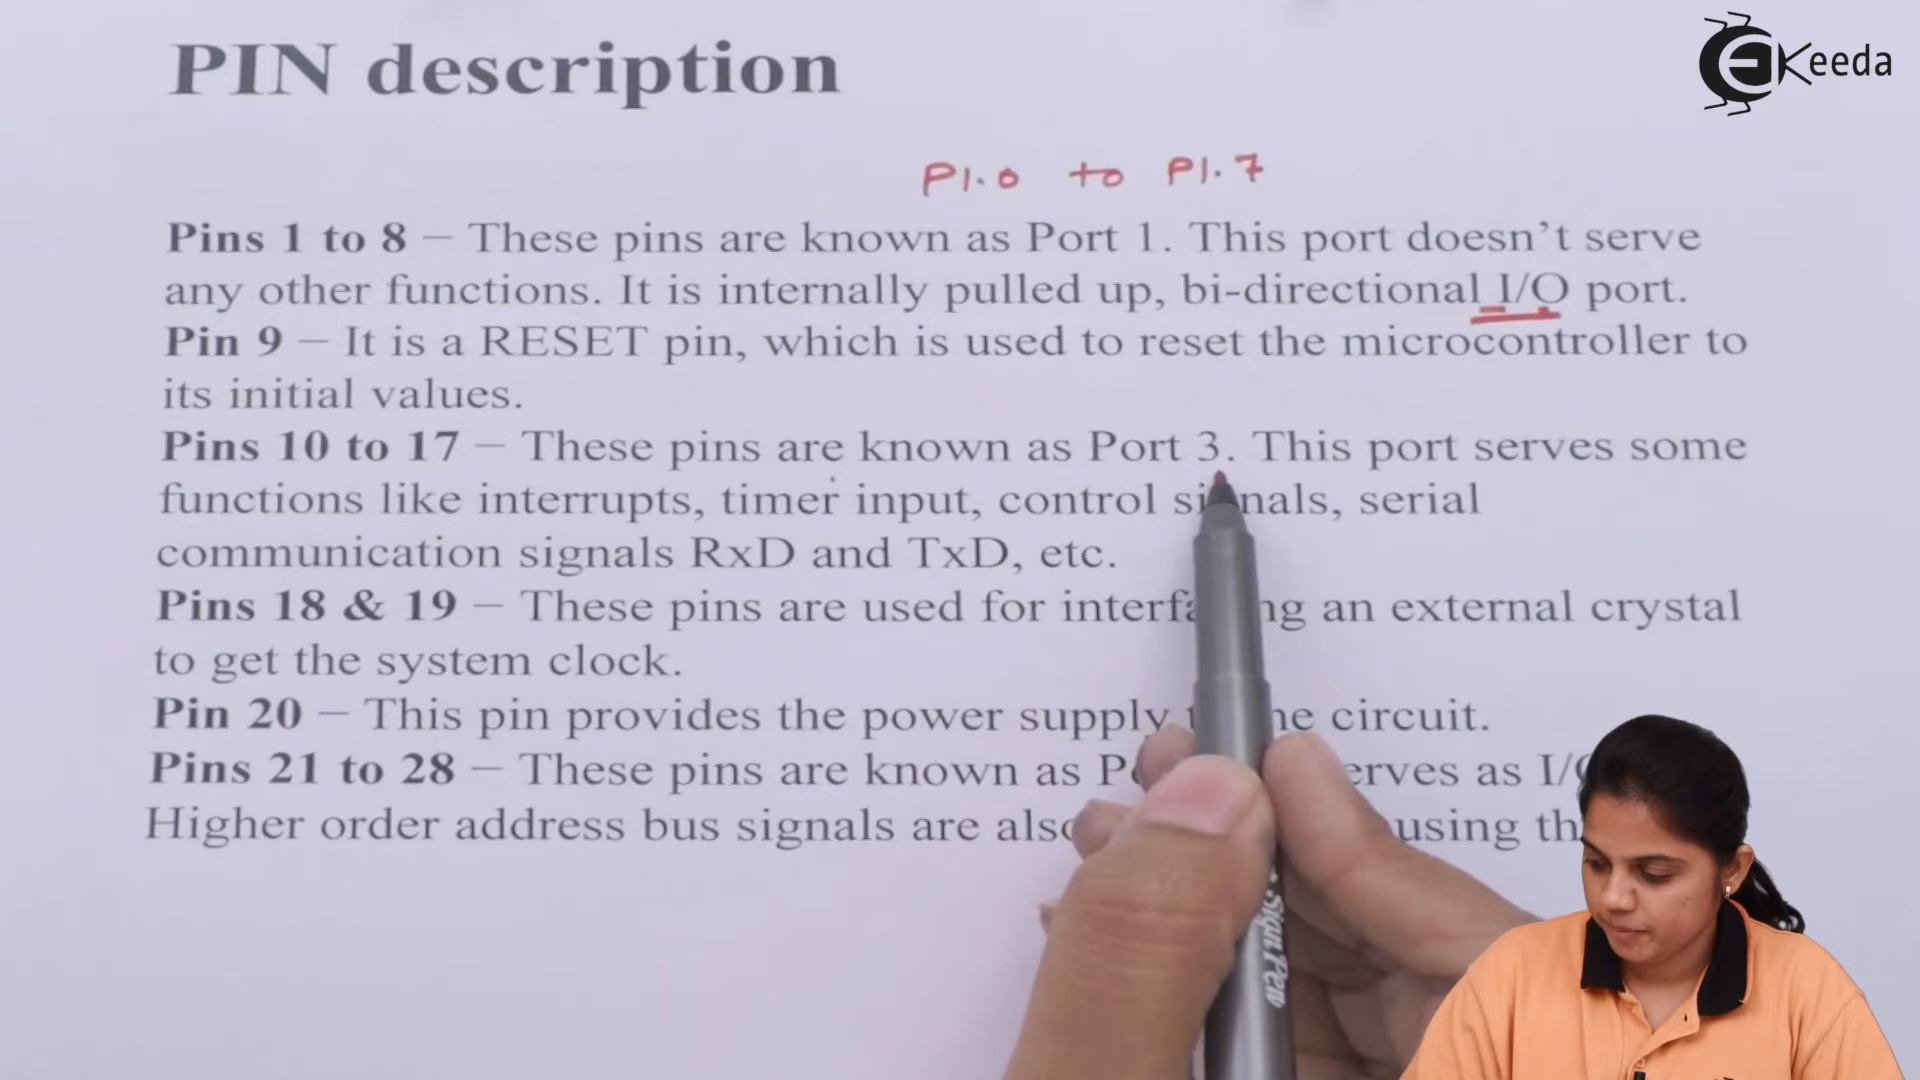 PIN description
EKeeda
P1.0 to P1.7
Pins 1 to 8 – These pins are known as Port 1. This port doesn't serve
any other functions. It is internally pulled up, bi-directional I/O port.
Pin 9 – It is a RESET pin, which is used to reset the microcontroller to
its initial values.
Pins 10 to 17 – These pins are known as Port 3. This port serves some
functions like interrupts, timer input, control signals, serial
communication signals RxD and TxD, etc.
Pins 18 & 19 – These pins are used for interfacing an external crystal
to get the system clock.
Pin 20 – This pin provides the power supply the circuit.
Pins 21 to 28 – These pins are known as serves as I/O
Higher order address bus signals are also using
Sign Pen